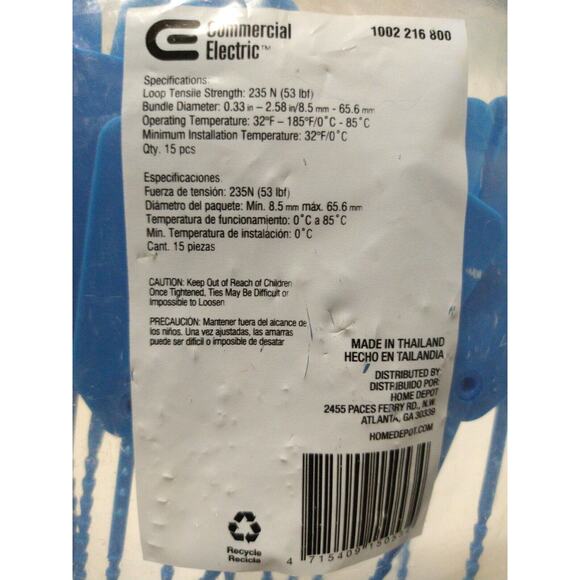 Commercial
Electric™
1002 216 800
Specifications:
Loop Tensile Strength: 235 N (53 lbf)
Bundle Diameter: 0.33 in – 2.58 in/8.5 mm - 65.6 mm
Operating Temperature: 32°F – 185°F/0˚C - 85˚C
Minimum Installation Temperature: 32°F/0˚C
Qty. 15 pcs
Especificaciones:
Fuerza de tensión: 235N (53 lbf)
Diámetro del paquete: Mín. 8.5 mm máx. 65.6 mm
Temperatura de funcionamiento: 0˚C a 85˚C
Min. Temperatura de instalación: 0˚C
Cant. 15 piezas
CAUTION: Keep Out of Reach of Children
Once Tightened, Ties May Be Difficult or
Impossible to Loosen
PRECAUCIÓN: Mantener fuera del alcance de
los niños. Una vez ajustadas, las amarras
puede ser difícil o imposible de desatar
MADE IN THAILAND
HECHO EN TAILANDIA
DISTRIBUTED BY:
DISTRIBUIDO POR:
HOME DEPOT
2455 PACES FERRY RD., N.W.
ATLANTA, GA 30339
HOMEDEPOT.COM
Recycle
Recicla
4 715409